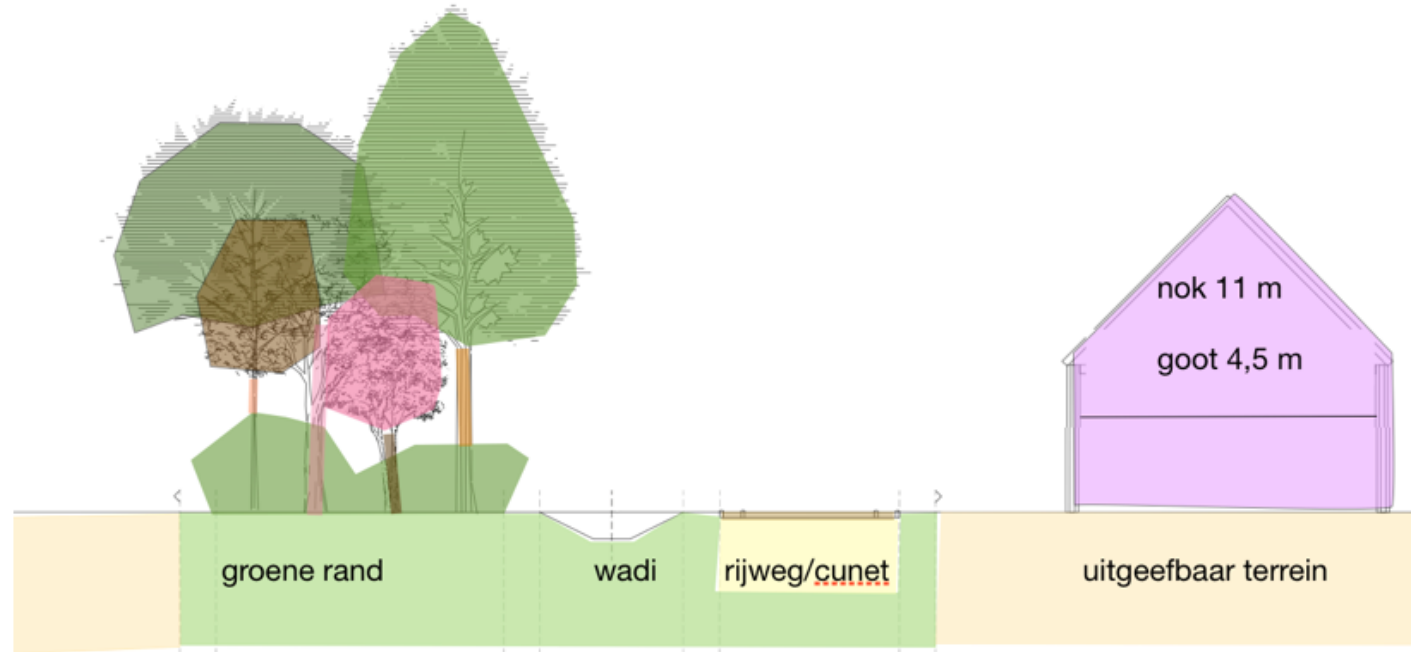 nok 11 m
goot 4,5 m
groene rand
wadi
rijweg/cunet
uitgeefbaar terrein